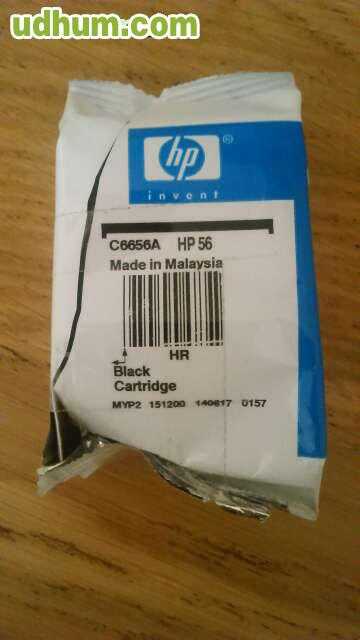 udhum.com
hp
®
invent
C6656A HP 56
Made in Malaysia
HR
Black
Cartridge
MYP2 151200 140617 0157